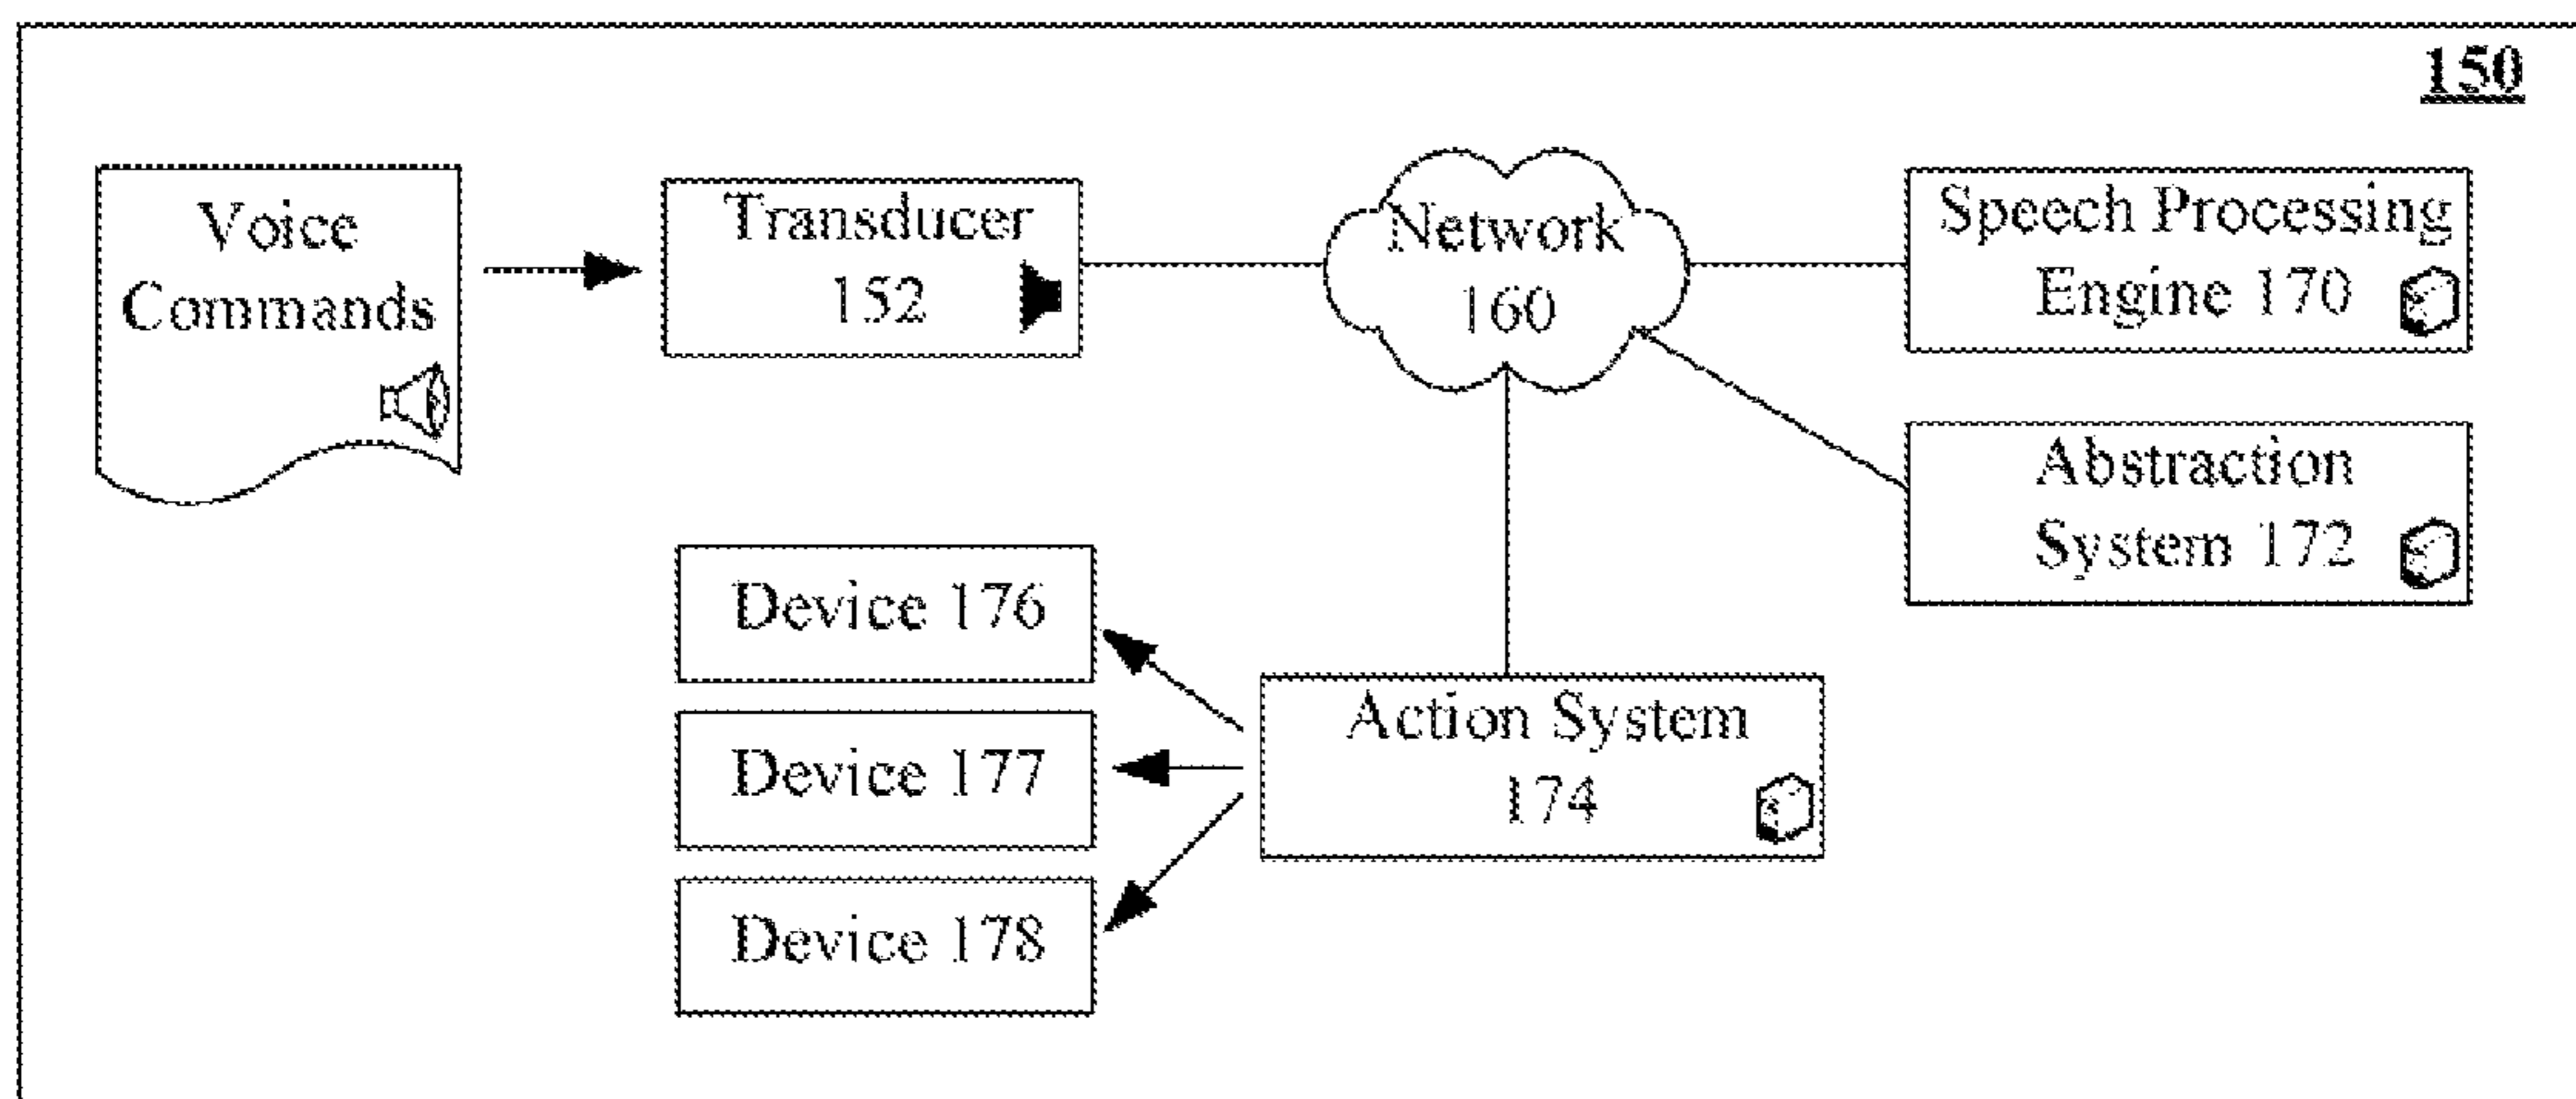 150
Voice
Commands
Transducer
152
Network
160
Speech Processing
Engine 170
Abstraction
System 172
Device 176
Device 177
Device 178
Action System
174